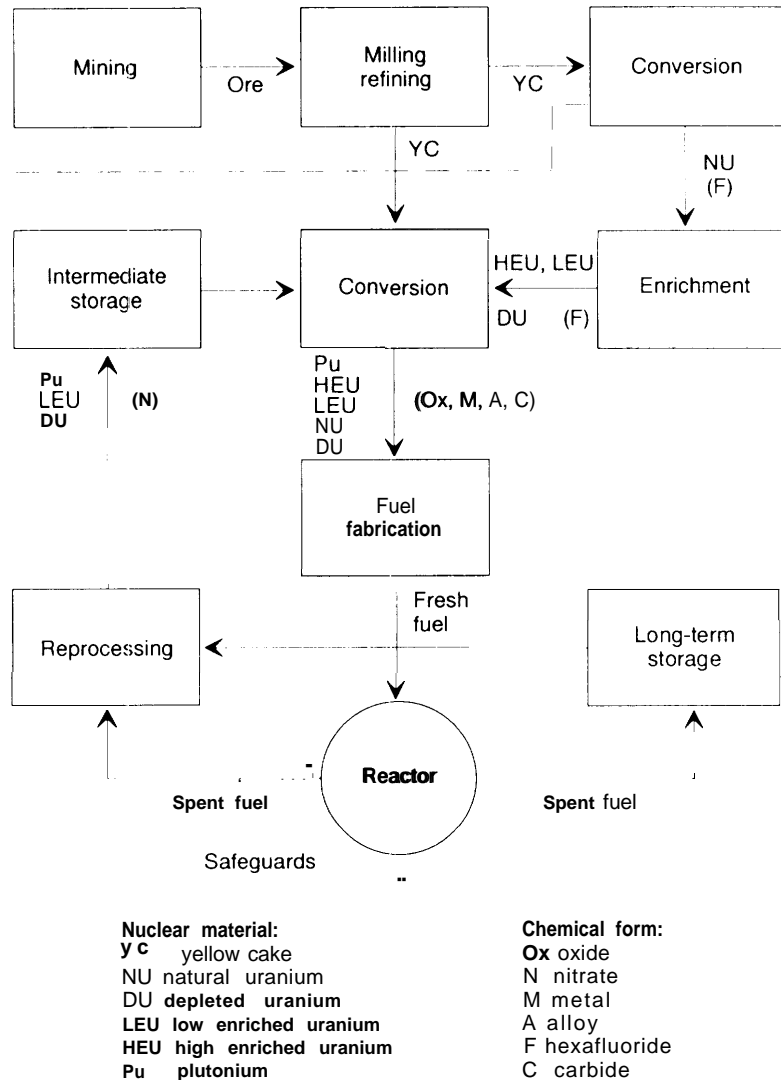 Mining
Ore
Milling
refining
YC
Conversion
YC
NU
(F)
Intermediate
storage
Conversion
HEU, LEU
DU (F)
Enrichment
Pu
LEU
DU
(N)
Pu
HEU
LEU
NU
DU
(Ox, M, A, C)
Fuel
fabrication
Fresh
fuel
Reprocessing
Long-term
storage
Reactor
Spent fuel
Spent fuel
Safeguards
Nuclear material:
yc yellow cake
NU natural uranium
DU depleted uranium
LEU low enriched uranium
HEU high enriched uranium
Pu plutonium
Chemical form:
Ox oxide
N nitrate
M metal
A alloy
F hexafluoride
C carbide